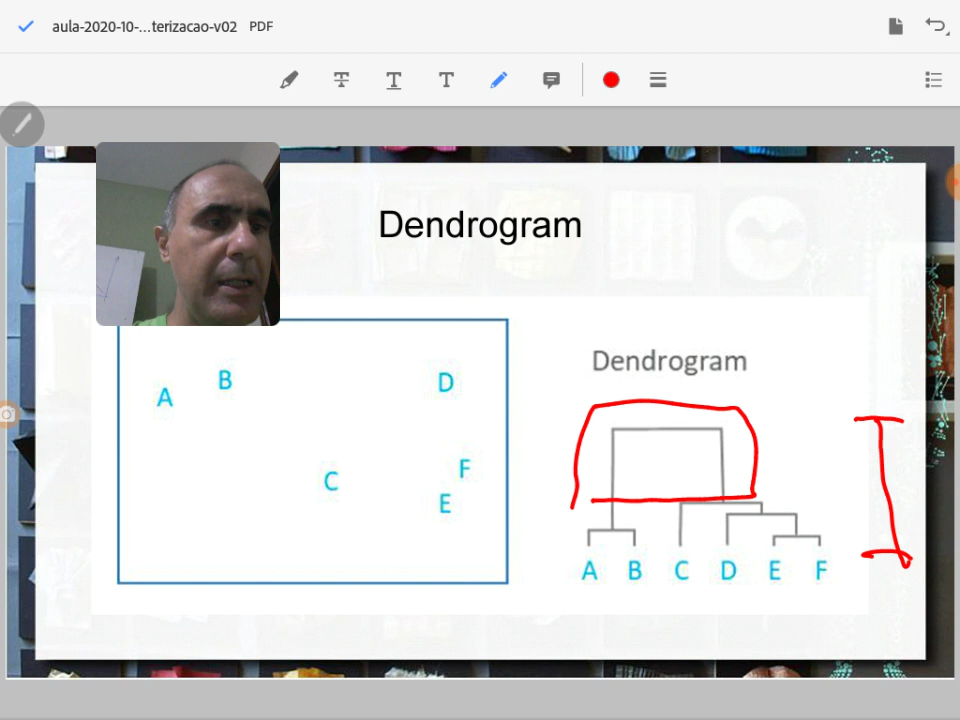 aula-2020-10-...terizacao-v02 PDF
T T T
Dendrogram
A B D
C F
E
Dendrogram
A B C D E F